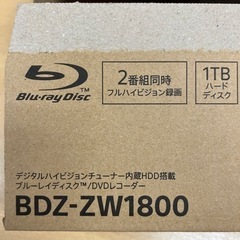 Blu-ray Disc
2番組同時
フルハイビジョン録画
1TB
ハード
ディスク
デジタルハイビジョンチューナー内蔵HDD搭載
ブルーレイディスク™/DVDレコーダー
BDZ-ZW1800